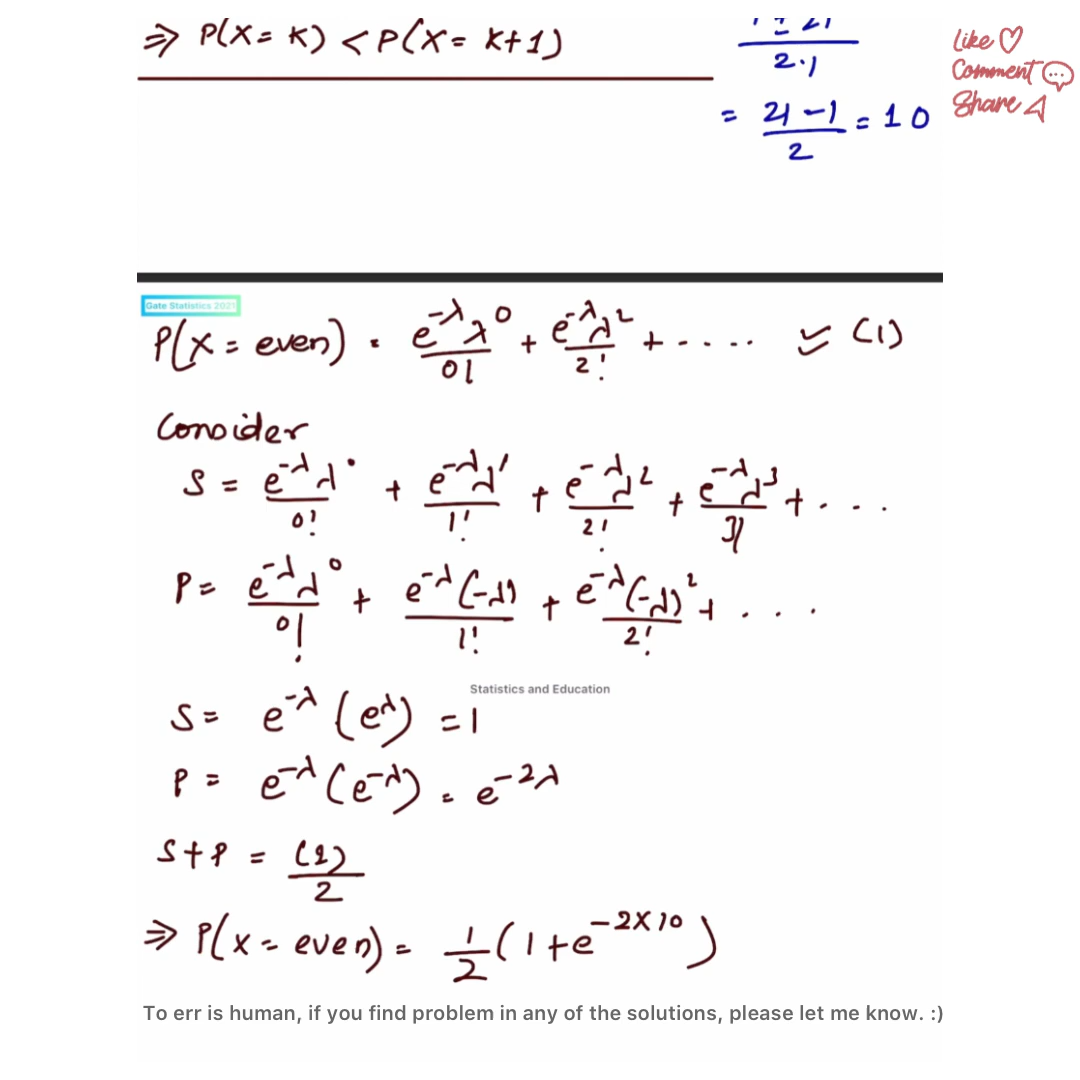 ⇒ P(X = K) < P(X = K+1)
2·1
= (21 − 1)/2 = 10
Like ♡
Comment
Share
Gate Statistics 2021
P(X = even) = e^{-λ}λ^0/0! + e^{-λ}λ^2/2! + ..... (1)
Consider
S = e^{-λ}λ^0/0! + e^{-λ}λ^1/1! + e^{-λ}λ^2/2! + e^{-λ}λ^3/3! + ...
P = e^{-λ}λ^0/0! + e^{-λ}(-λ)/1! + e^{-λ}(-λ)^2/2! + ...
Statistics and Education
S = e^{-λ}(e^{λ}) = 1
P = e^{-λ}(e^{-λ}) = e^{-2λ}
S+P = (1)/2
⇒ P(X = even) = 1/2 (1 + e^{-2×10})
To err is human, if you find problem in any of the solutions, please let me know. :)